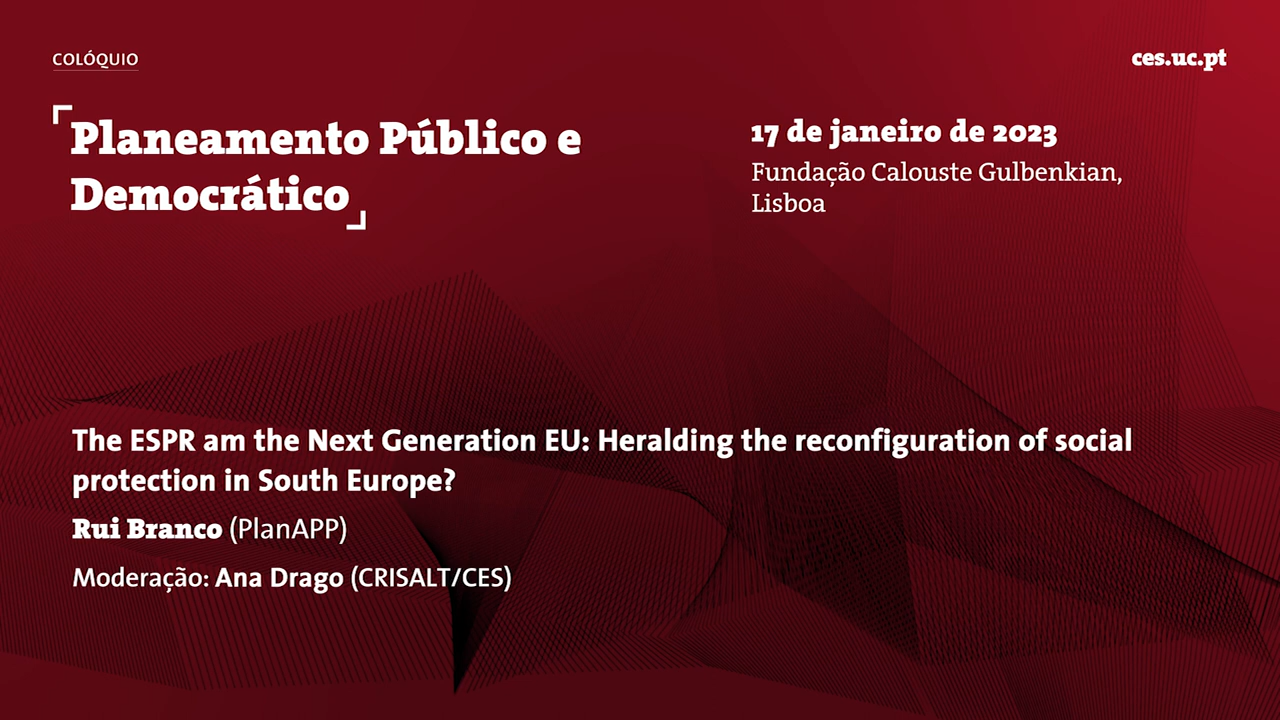 COLÓQUIO
ces.uc.pt
Planeamento Público e
Democrático
17 de janeiro de 2023
Fundação Calouste Gulbenkian,
Lisboa
The ESPR am the Next Generation EU: Heralding the reconfiguration of social
protection in South Europe?
Rui Branco (PlanAPP)
Moderação: Ana Drago (CRISALT/CES)